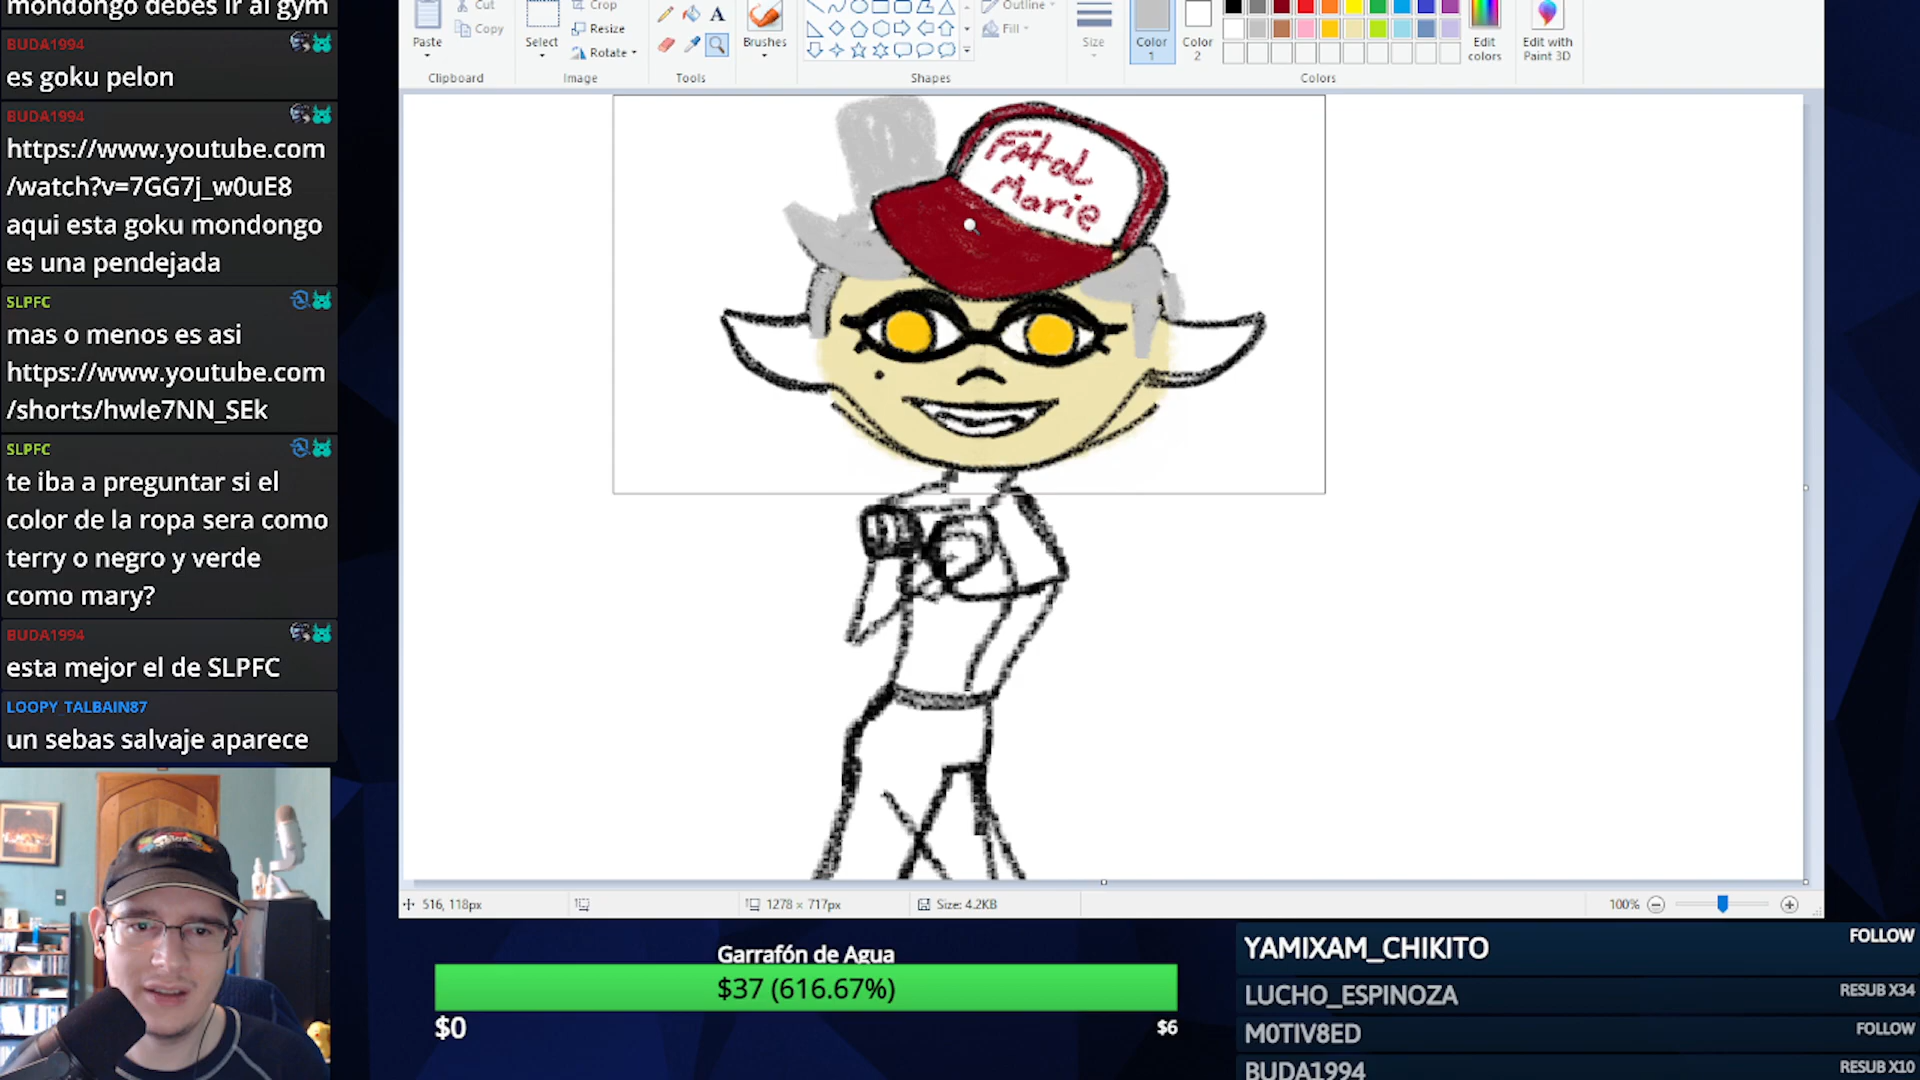 mondongo debes ir al gym
BUDA1994
es goku pelon
BUDA1994
https://www.youtube.com
/watch?v=7GG7j_w0uE8
aqui esta goku mondongo
es una pendejada
SLPFC
mas o menos es asi
https://www.youtube.com
/shorts/hwle7NN_SEk
SLPFC
te iba a preguntar si el
color de la ropa sera como
terry o negro y verde
como mary?
BUDA1994
esta mejor el de SLPFC
LOOPY_TALBAIN87
un sebas salvaje aparece
Paste
Cut
Copy
Clipboard
Select
Crop
Resize
Rotate
Image
A
Tools
Brushes
Outline
Fill
Shapes
Size
Color
1
Color
2
Colors
Edit
colors
Edit with
Paint 3D
Fatal
Marie
516, 118px
1278 × 717px
Size: 4.2KB
100%
Garrafón de Agua
$37 (616.67%)
$0
$6
YAMIXAM_CHIKITO
FOLLOW
LUCHO_ESPINOZA
RESUB X34
M0TIV8ED
FOLLOW
BUDA1994
RESUB X10